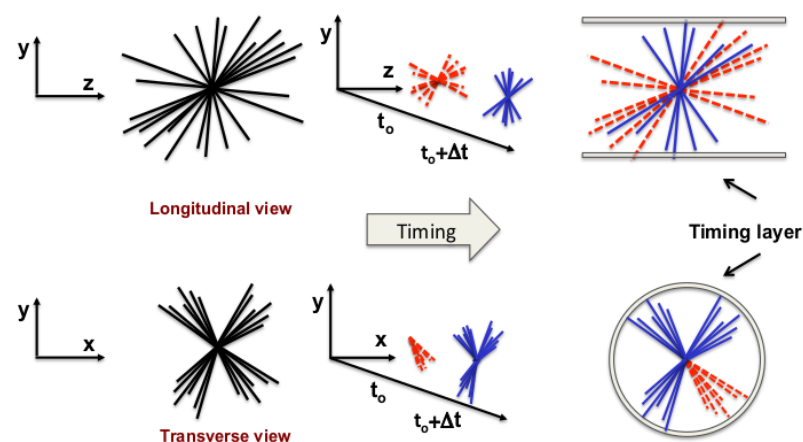 y
z
y
z
t₀
t₀+Δt
Longitudinal view
Timing
Timing layer
y
x
y
x
t₀
t₀+Δt
Transverse view